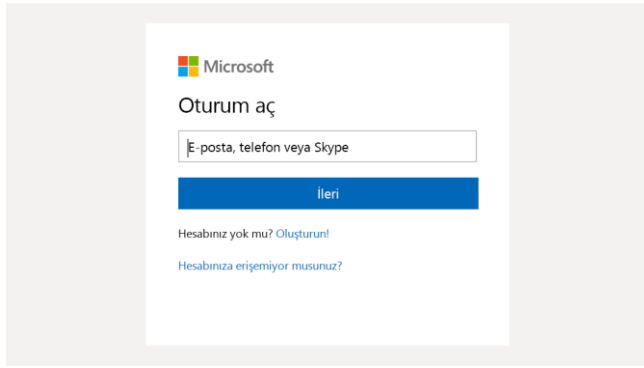 Microsoft
Oturum aç
E-posta, telefon veya Skype
İleri
Hesabınız yok mu? Oluşturun!
Hesabınıza erişemiyor musunuz?